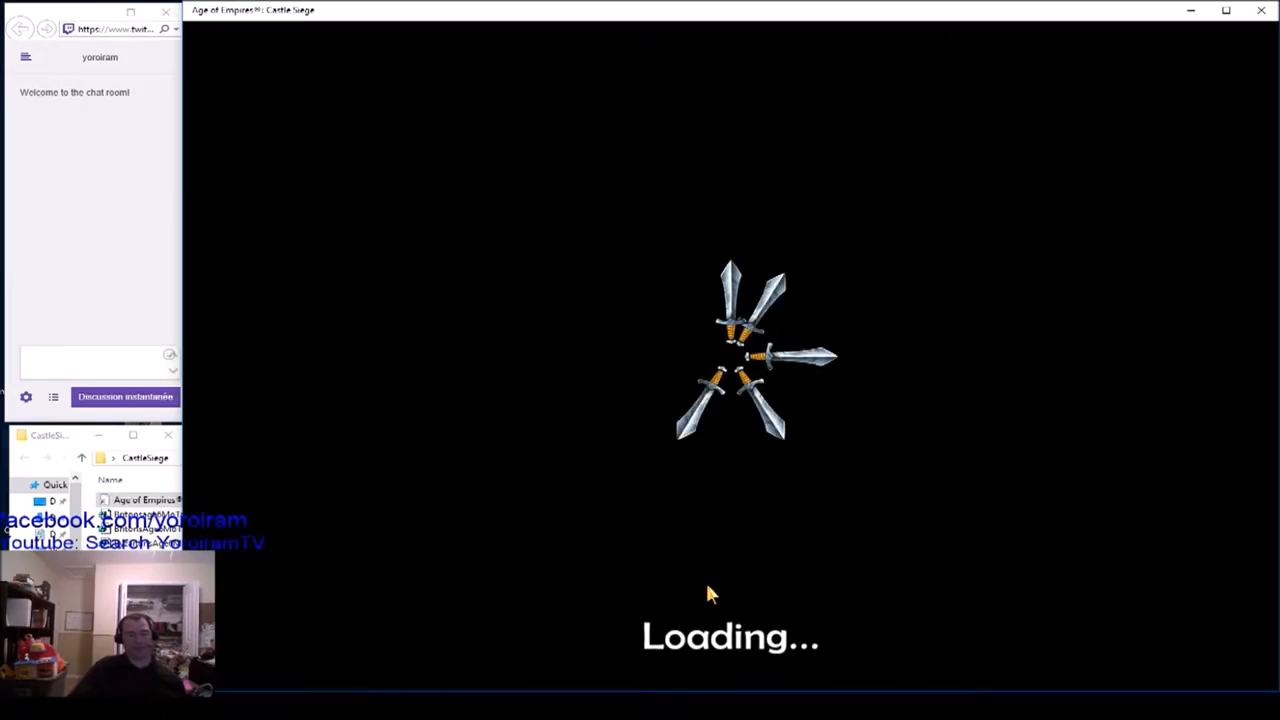 Age of Empires®: Castle Siege
https://www.twit...
yoroiram
Welcome to the chat room!
Discussion instantanée
CastleSi...
CastleSiege
Quick
Name
D
Age of Empires®
D
facebook.com/yoroiram
Youtube: Search YoroiramTV
Loading...